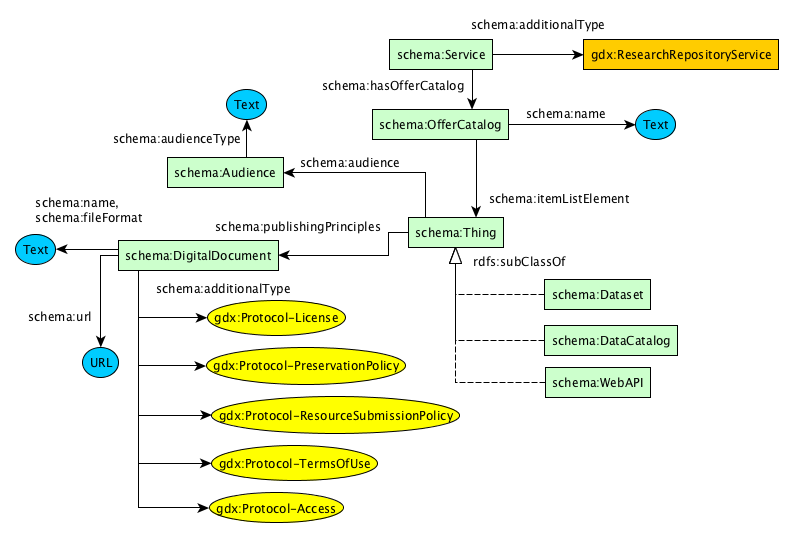 schema:additionalType
schema:Service
gdx:ResearchRepositoryService
schema:hasOfferCatalog
Text
schema:OfferCatalog
schema:name
Text
schema:audienceType
schema:audience
schema:Audience
schema:itemListElement
schema:name,
schema:fileFormat
schema:publishingPrinciples
schema:Thing
Text
schema:DigitalDocument
rdfs:subClassOf
schema:additionalType
schema:Dataset
schema:url
gdx:Protocol-License
schema:DataCatalog
URL
gdx:Protocol-PreservationPolicy
schema:WebAPI
gdx:Protocol-ResourceSubmissionPolicy
gdx:Protocol-TermsOfUse
gdx:Protocol-Access